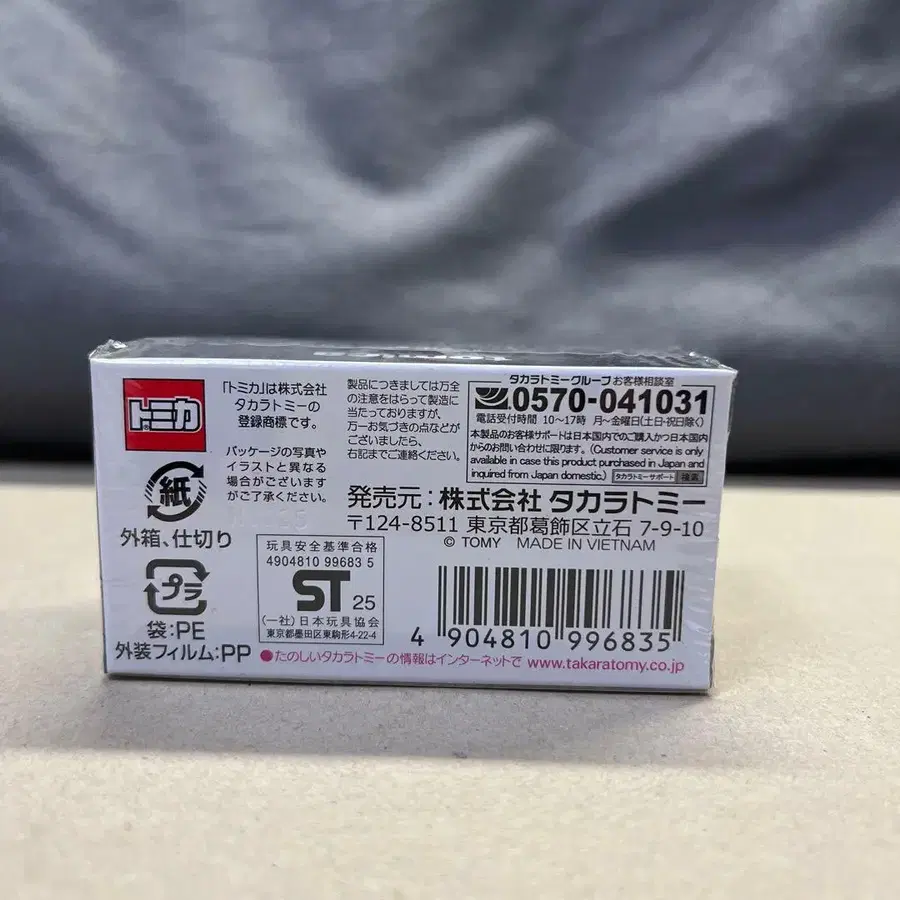 トミカ
「トミカ」は株式会社
タカラトミーの
登録商標です。
パッケージの写真や
イラストと異なる
場合がございます
がご了承ください。
製品につきましては万全
の注意をはらって製造に
当たっておりますが、
万一お気づきの点などが
ございましたら、
右記までご連絡ください。
タカラトミーグループ お客様相談室
0570-041031
電話受付時間 10〜17時 月〜金曜日(土日・祝日除く)
本製品のお客様サポートは日本国内でのご購入かつ日本国内
からのお問い合わせに限ります。(Customer service is only
available in case this product purchased in Japan and
inquired from Japan domestic.) タカラトミーサポート 検索
発売元:株式会社 タカラトミー
〒124-8511 東京都葛飾区立石 7-9-10
© TOMY MADE IN VIETNAM
紙
外箱、仕切り
プラ
袋:PE
外装フィルム:PP
玩具安全基準合格
4904810 99683 5
ST 25
(一社)日本玩具協会
東京都墨田区東駒形4-22-4
4 904810 996835
●たのしいタカラトミーの情報はインターネットで www.takaratomy.co.jp